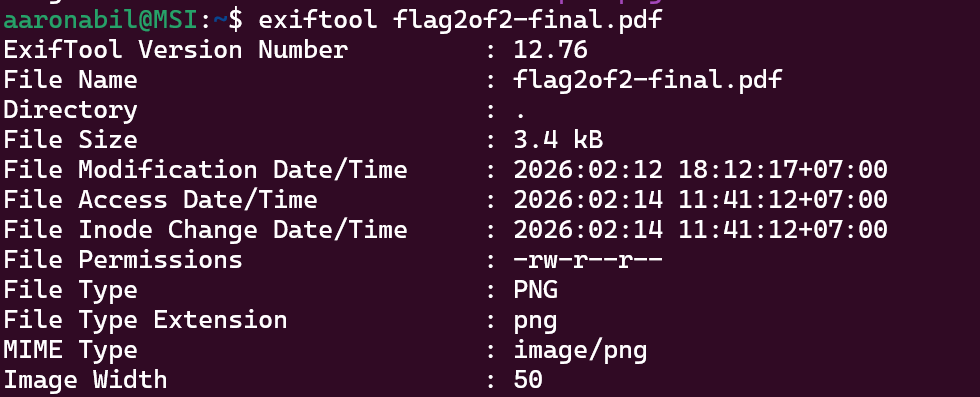 aaronabil@MSI:~$ exiftool flag2of2-final.pdf
ExifTool Version Number         : 12.76
File Name                       : flag2of2-final.pdf
Directory                       : .
File Size                       : 3.4 kB
File Modification Date/Time     : 2026:02:12 18:12:17+07:00
File Access Date/Time           : 2026:02:14 11:41:12+07:00
File Inode Change Date/Time     : 2026:02:14 11:41:12+07:00
File Permissions                : -rw-r--r--
File Type                       : PNG
File Type Extension             : png
MIME Type                       : image/png
Image Width                     : 50